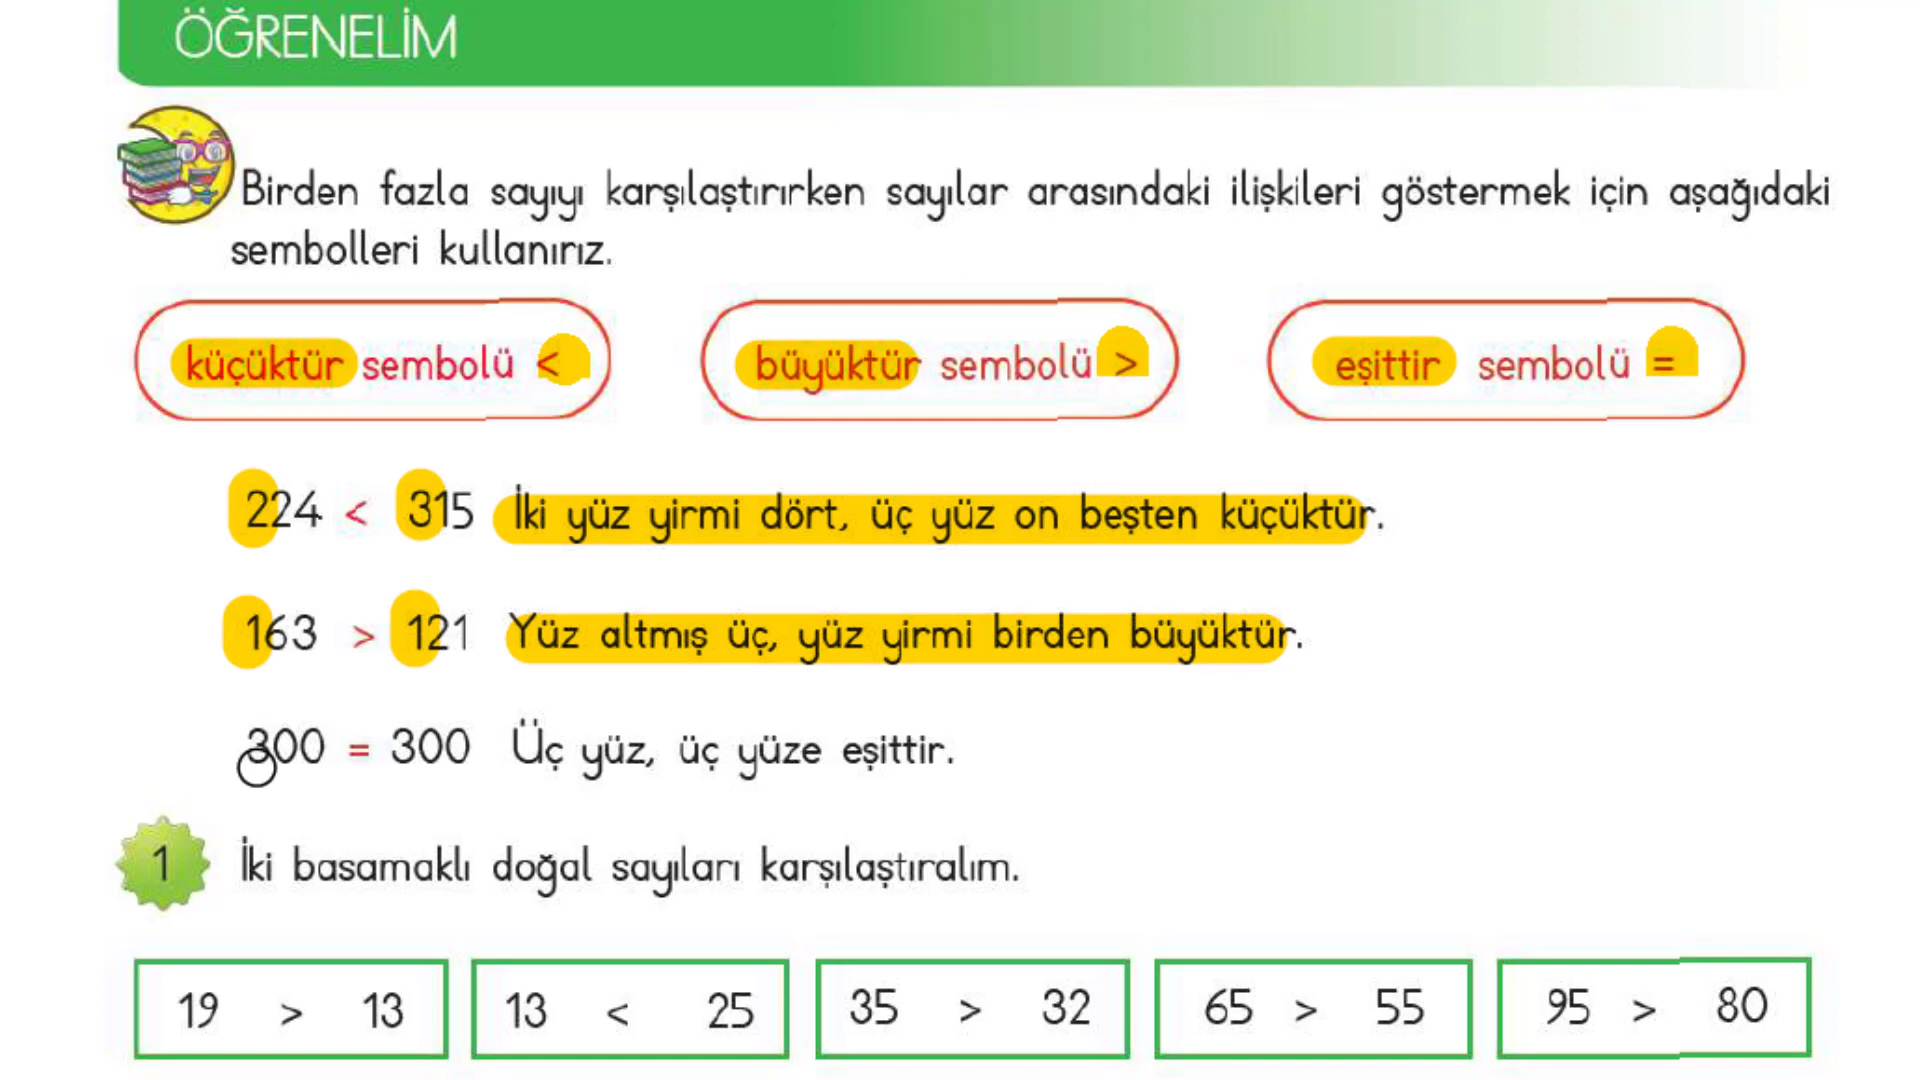 ÖĞRENELİM
Birden fazla sayıyı karşılaştırırken sayılar arasındaki ilişkileri göstermek için aşağıdaki
sembolleri kullanırız.
küçüktür sembolü <
büyüktür sembolü >
eşittir sembolü =
224 < 315 İki yüz yirmi dört, üç yüz on beşten küçüktür.
163 > 121 Yüz altmış üç, yüz yirmi birden büyüktür.
300 = 300 Üç yüz, üç yüze eşittir.
1 İki basamaklı doğal sayıları karşılaştıralım.
19 > 13
13 < 25
35 > 32
65 > 55
95 > 80